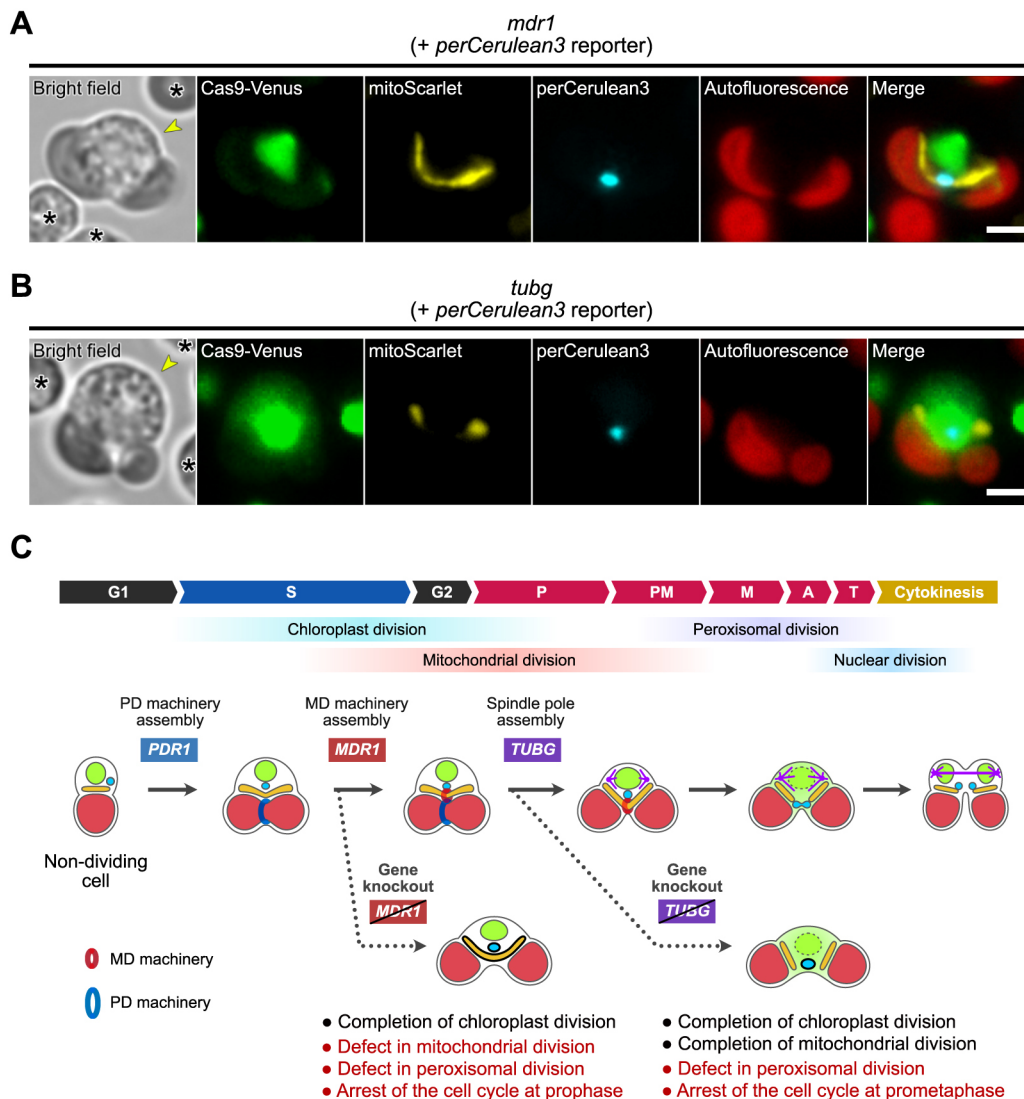 A
mdr1
(+ perCerulean3 reporter)
Bright field
Cas9-Venus
mitoScarlet
perCerulean3
Autofluorescence
Merge
*
*
*
B
tubg
(+ perCerulean3 reporter)
Bright field
Cas9-Venus
mitoScarlet
perCerulean3
Autofluorescence
Merge
*
*
*
C
G1 S G2 P PM M A T Cytokinesis
Chloroplast division
Peroxisomal division
Mitochondrial division
Nuclear division
PD machinery
assembly
PDR1
MD machinery
assembly
MDR1
Spindle pole
assembly
TUBG
Non-dividing
cell
Gene
knockout
MDR1
Gene
knockout
TUBG
MD machinery
PD machinery
● Completion of chloroplast division
● Defect in mitochondrial division
● Defect in peroxisomal division
● Arrest of the cell cycle at prophase
● Completion of chloroplast division
● Completion of mitochondrial division
● Defect in peroxisomal division
● Arrest of the cell cycle at prometaphase